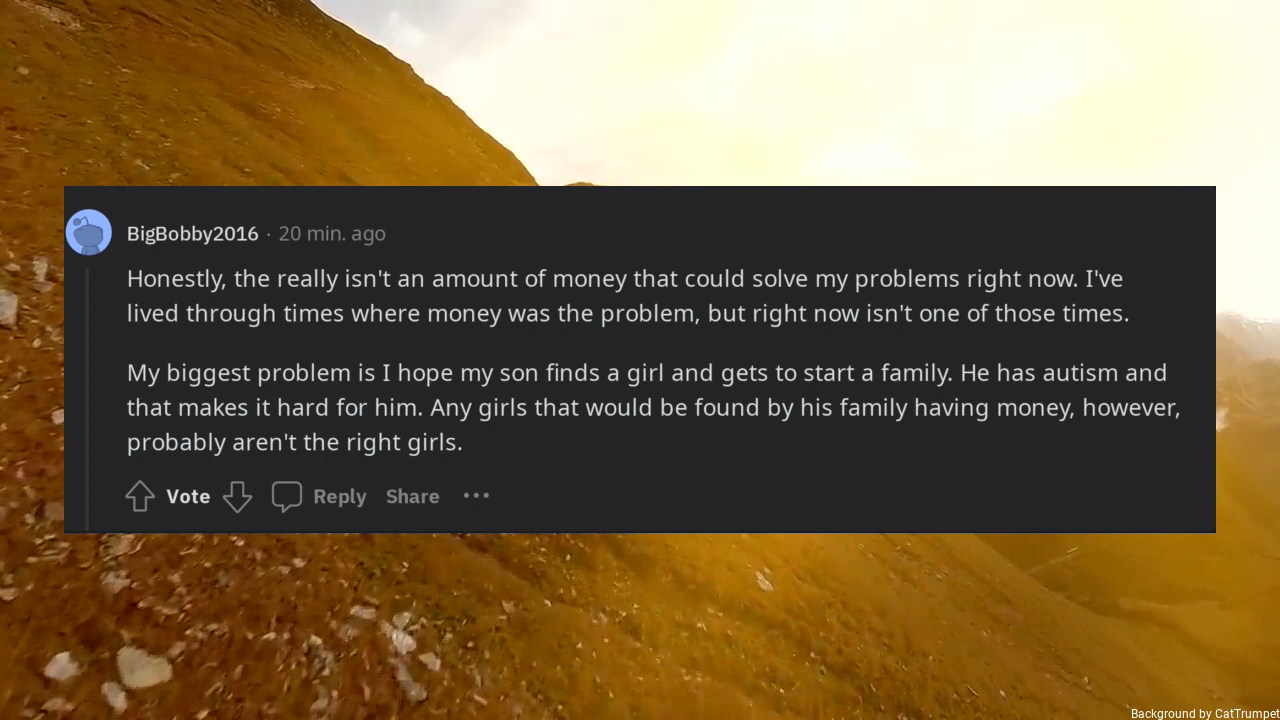 BigBobby2016 · 20 min. ago
Honestly, the really isn't an amount of money that could solve my problems right now. I've
lived through times where money was the problem, but right now isn't one of those times.
My biggest problem is I hope my son finds a girl and gets to start a family. He has autism and
that makes it hard for him. Any girls that would be found by his family having money, however,
probably aren't the right girls.
Vote Reply Share ···
Background by CatTrumpet